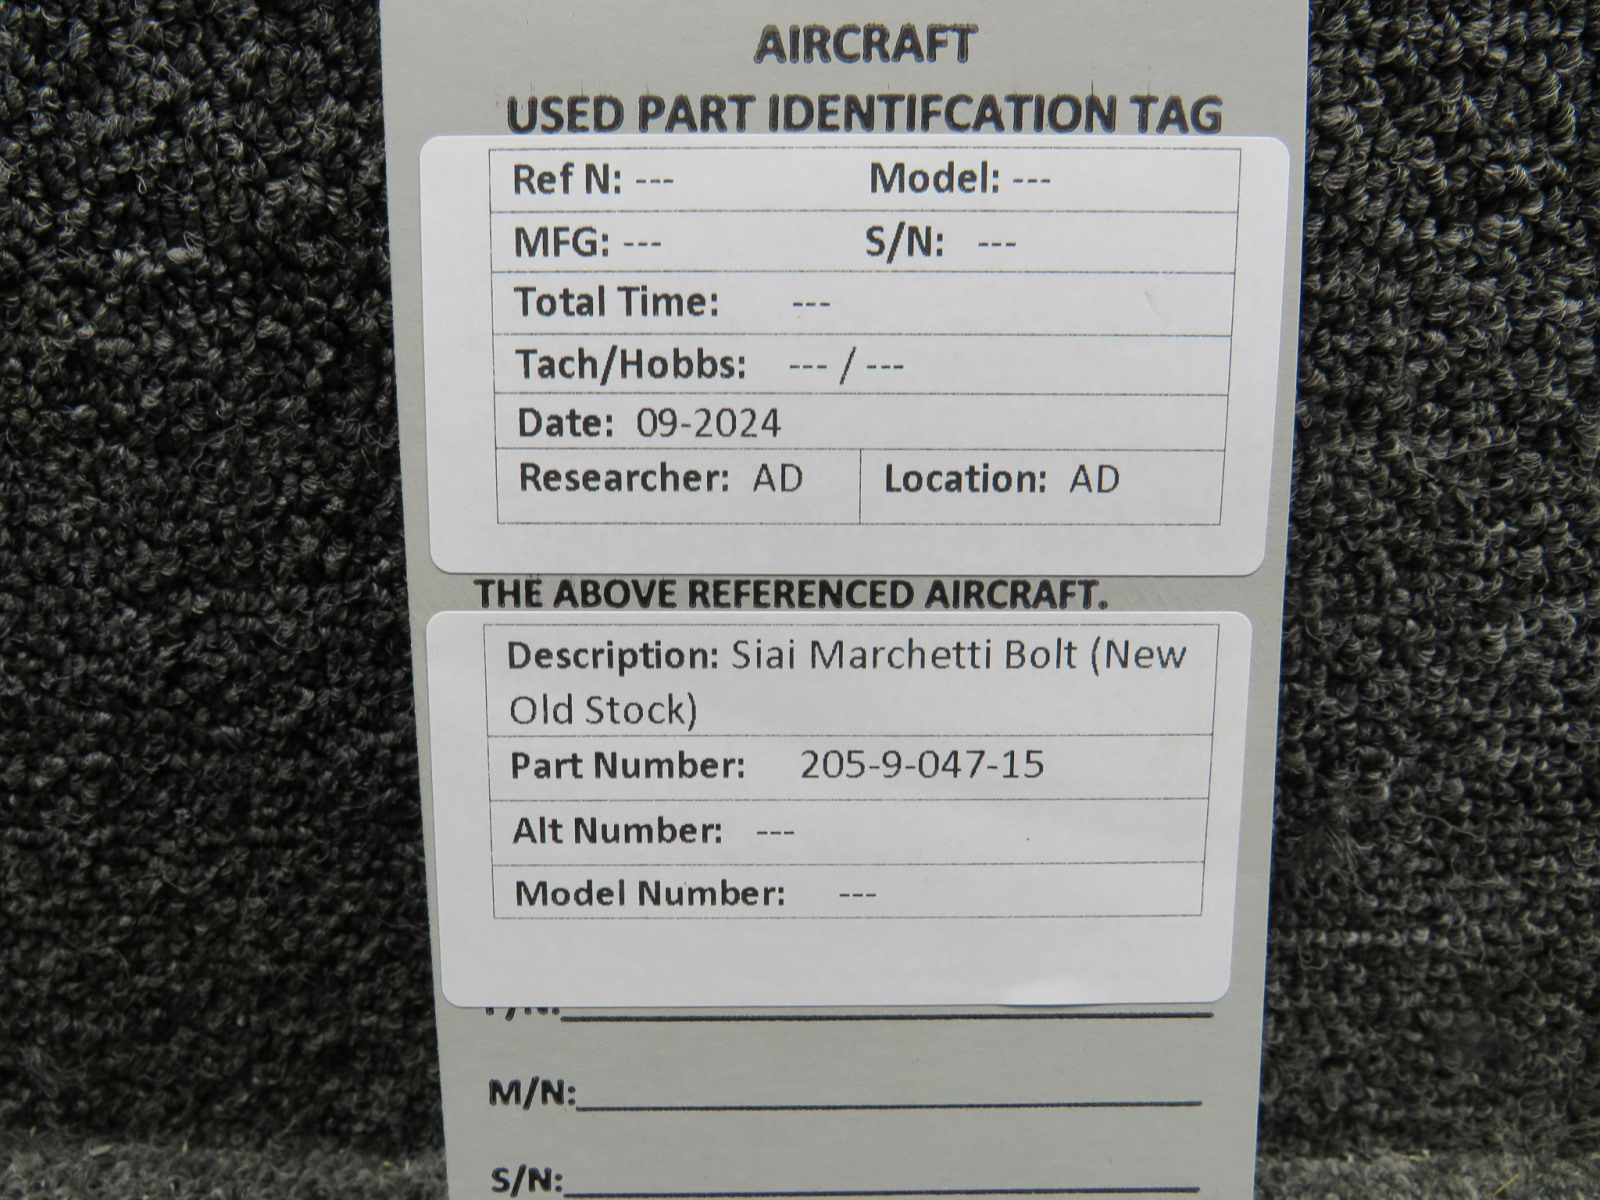 AIRCRAFT
USED PART IDENTIFCATION TAG
Ref N: --- Model: ---
MFG: --- S/N: ---
Total Time: ---
Tach/Hobbs: --- / ---
Date: 09-2024
Researcher: AD Location: AD
THE ABOVE REFERENCED AIRCRAFT.
Description: Siai Marchetti Bolt (New
Old Stock)
Part Number: 205-9-047-15
Alt Number: ---
Model Number: ---
M/N:
S/N: